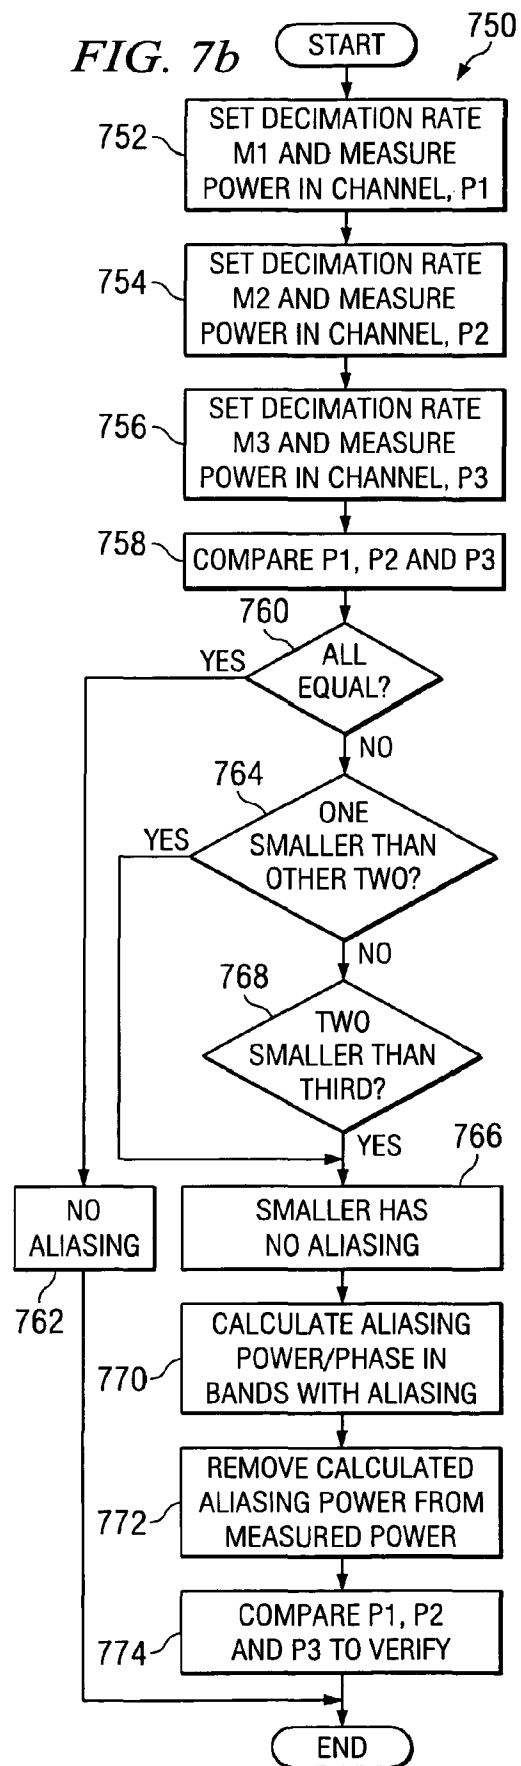 FIG. 7b
START
750
752
SET DECIMATION RATE
M1 AND MEASURE
POWER IN CHANNEL, P1
754
SET DECIMATION RATE
M2 AND MEASURE
POWER IN CHANNEL, P2
756
SET DECIMATION RATE
M3 AND MEASURE
POWER IN CHANNEL, P3
758
COMPARE P1, P2 AND P3
760
YES
ALL
EQUAL?
NO
764
YES
ONE
SMALLER THAN
OTHER TWO?
NO
768
TWO
SMALLER THAN
THIRD?
YES
766
NO
ALIASING
762
SMALLER HAS
NO ALIASING
770
CALCULATE ALIASING
POWER/PHASE IN
BANDS WITH ALIASING
772
REMOVE CALCULATED
ALIASING POWER FROM
MEASURED POWER
774
COMPARE P1, P2
AND P3 TO VERIFY
END